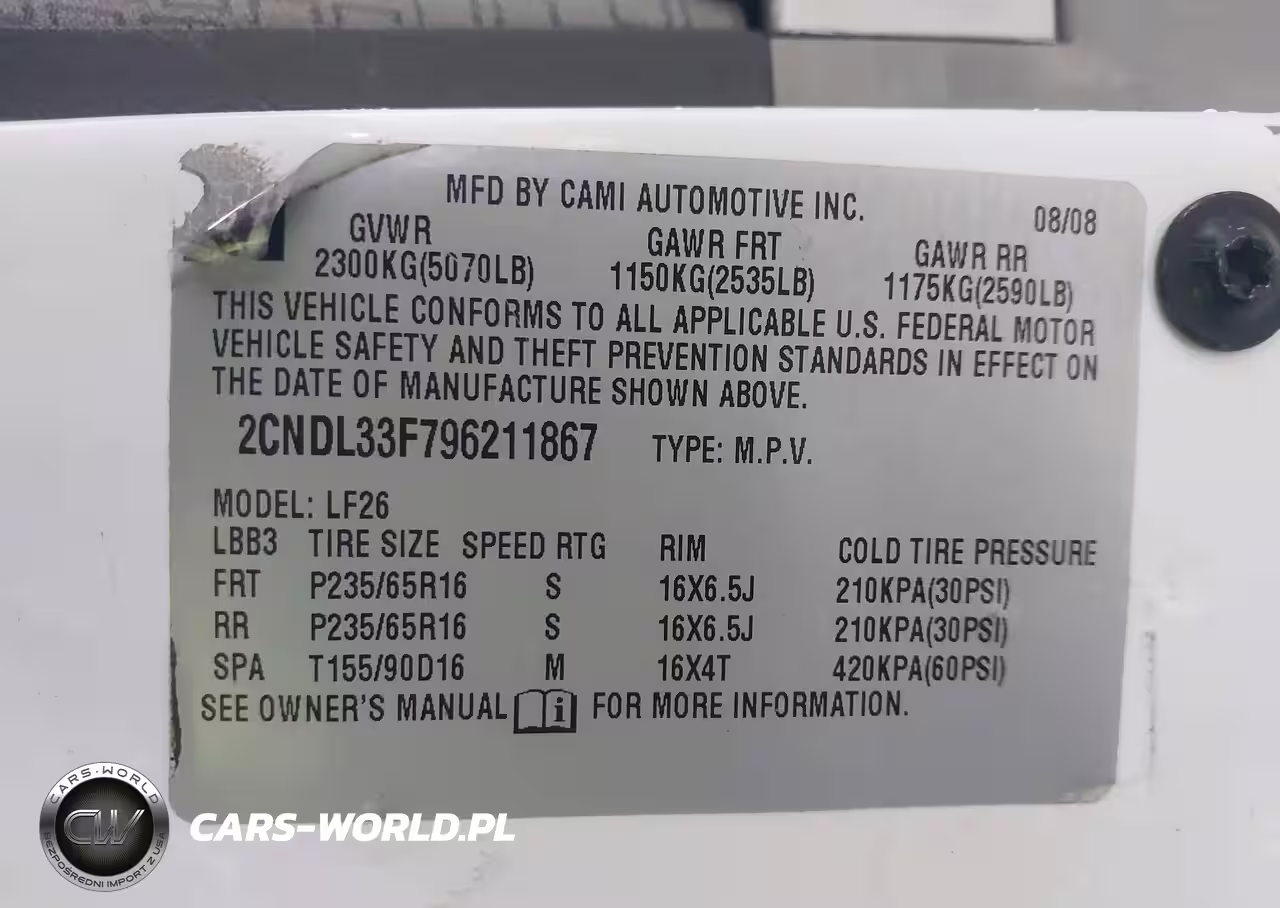 MFD BY CAMI AUTOMOTIVE INC.
08/08
GVWR GAWR FRT GAWR RR
2300KG(5070LB) 1150KG(2535LB) 1175KG(2590LB)
THIS VEHICLE CONFORMS TO ALL APPLICABLE U.S. FEDERAL MOTOR
VEHICLE SAFETY AND THEFT PREVENTION STANDARDS IN EFFECT ON
THE DATE OF MANUFACTURE SHOWN ABOVE.
2CNDL33F796211867 TYPE: M.P.V.
MODEL: LF26
LBB3 TIRE SIZE SPEED RTG RIM COLD TIRE PRESSURE
FRT P235/65R16 S 16X6.5J 210KPA(30PSI)
RR P235/65R16 S 16X6.5J 210KPA(30PSI)
SPA T155/90D16 M 16X4T 420KPA(60PSI)
SEE OWNER'S MANUAL i FOR MORE INFORMATION.
CARS-WORLD
CW
BEZPOŚREDNI IMPORT Z USA
CARS-WORLD.PL